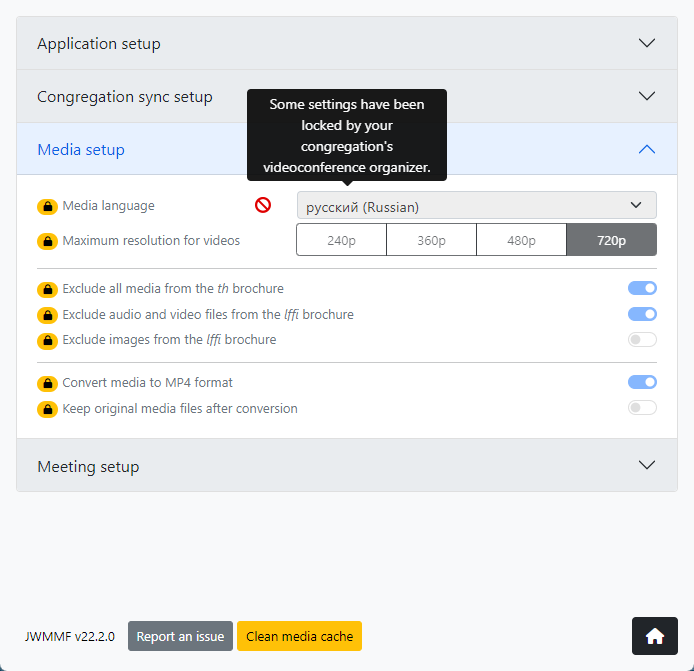 Application setup
Congregation sync setup
Some settings have been
locked by your
congregation's
videoconference organizer.
Media setup
Media language
русский (Russian)
Maximum resolution for videos
240p 360p 480p 720p
Exclude all media from the th brochure
Exclude audio and video files from the lffi brochure
Exclude images from the lffi brochure
Convert media to MP4 format
Keep original media files after conversion
Meeting setup
JWMMF v22.2.0 Report an issue Clean media cache